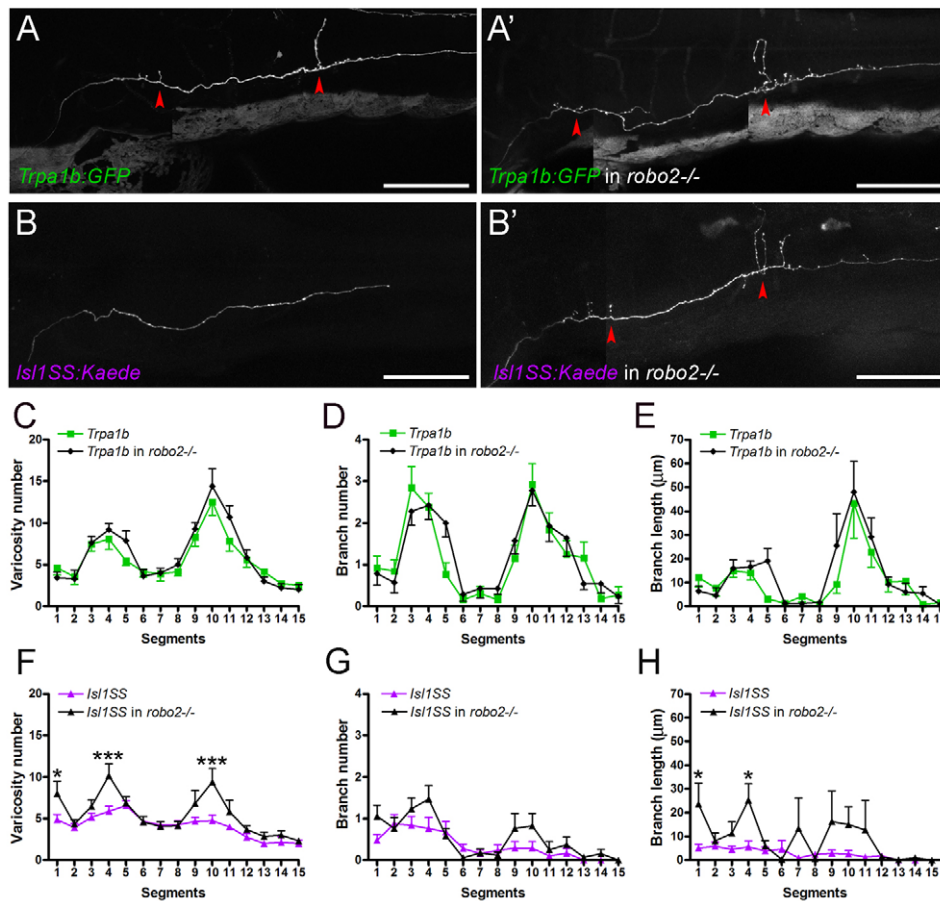 A
Trpa1b:GFP
A'
Trpa1b:GFP in robo2-/-
B
Isl1SS:Kaede
B'
Isl1SS:Kaede in robo2-/-
C
Trpa1b
Trpa1b in robo2-/-
Varicosity number
20
15
10
5
0
1 2 3 4 5 6 7 8 9 10 11 12 13 14 15
Segments
D
Trpa1b
Trpa1b in robo2-/-
Branch number
4
3
2
1
0
1 2 3 4 5 6 7 8 9 10 11 12 13 14 15
Segments
E
Trpa1b
Trpa1b in robo2-/-
Branch length (μm)
70
60
50
40
30
20
10
0
1 2 3 4 5 6 7 8 9 10 11 12 13 14 15
Segments
F
Isl1SS
Isl1SS in robo2-/-
Varicosity number
20
15
10
5
0
* *** ***
1 2 3 4 5 6 7 8 9 10 11 12 13 14 15
Segments
G
Isl1SS
Isl1SS in robo2-/-
Branch number
4
3
2
1
0
1 2 3 4 5 6 7 8 9 10 11 12 13 14 15
Segments
H
Isl1SS
Isl1SS in robo2-/-
Branch length (μm)
70
60
50
40
30
20
10
0
* *
1 2 3 4 5 6 7 8 9 10 11 12 13 14 15
Segments